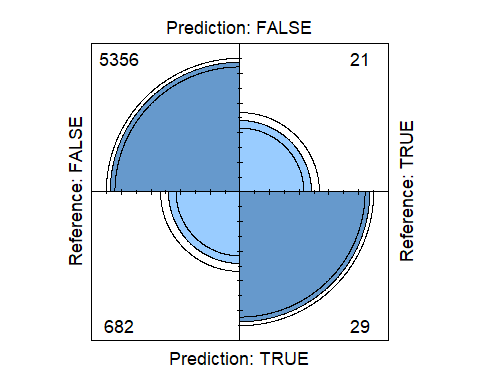 Prediction: FALSE
5356
21
Reference: FALSE
Reference: TRUE
682
29
Prediction: TRUE